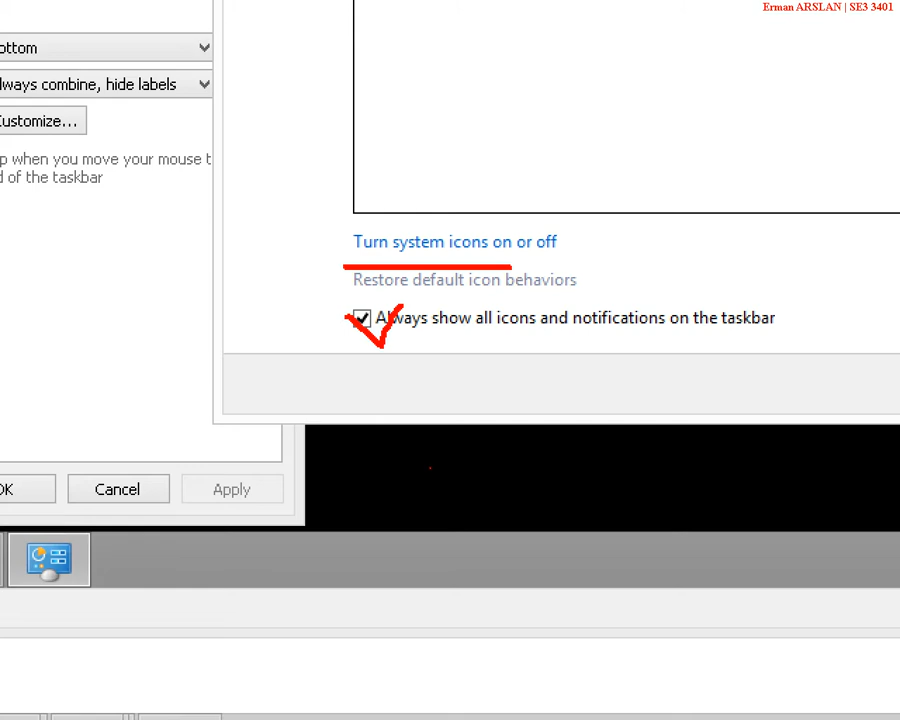 Erman ARSLAN | SE3 3401
ottom
lways combine, hide labels
Customize...
p when you move your mouse t
d of the taskbar
Turn system icons on or off
Restore default icon behaviors
Always show all icons and notifications on the taskbar
OK
Cancel
Apply